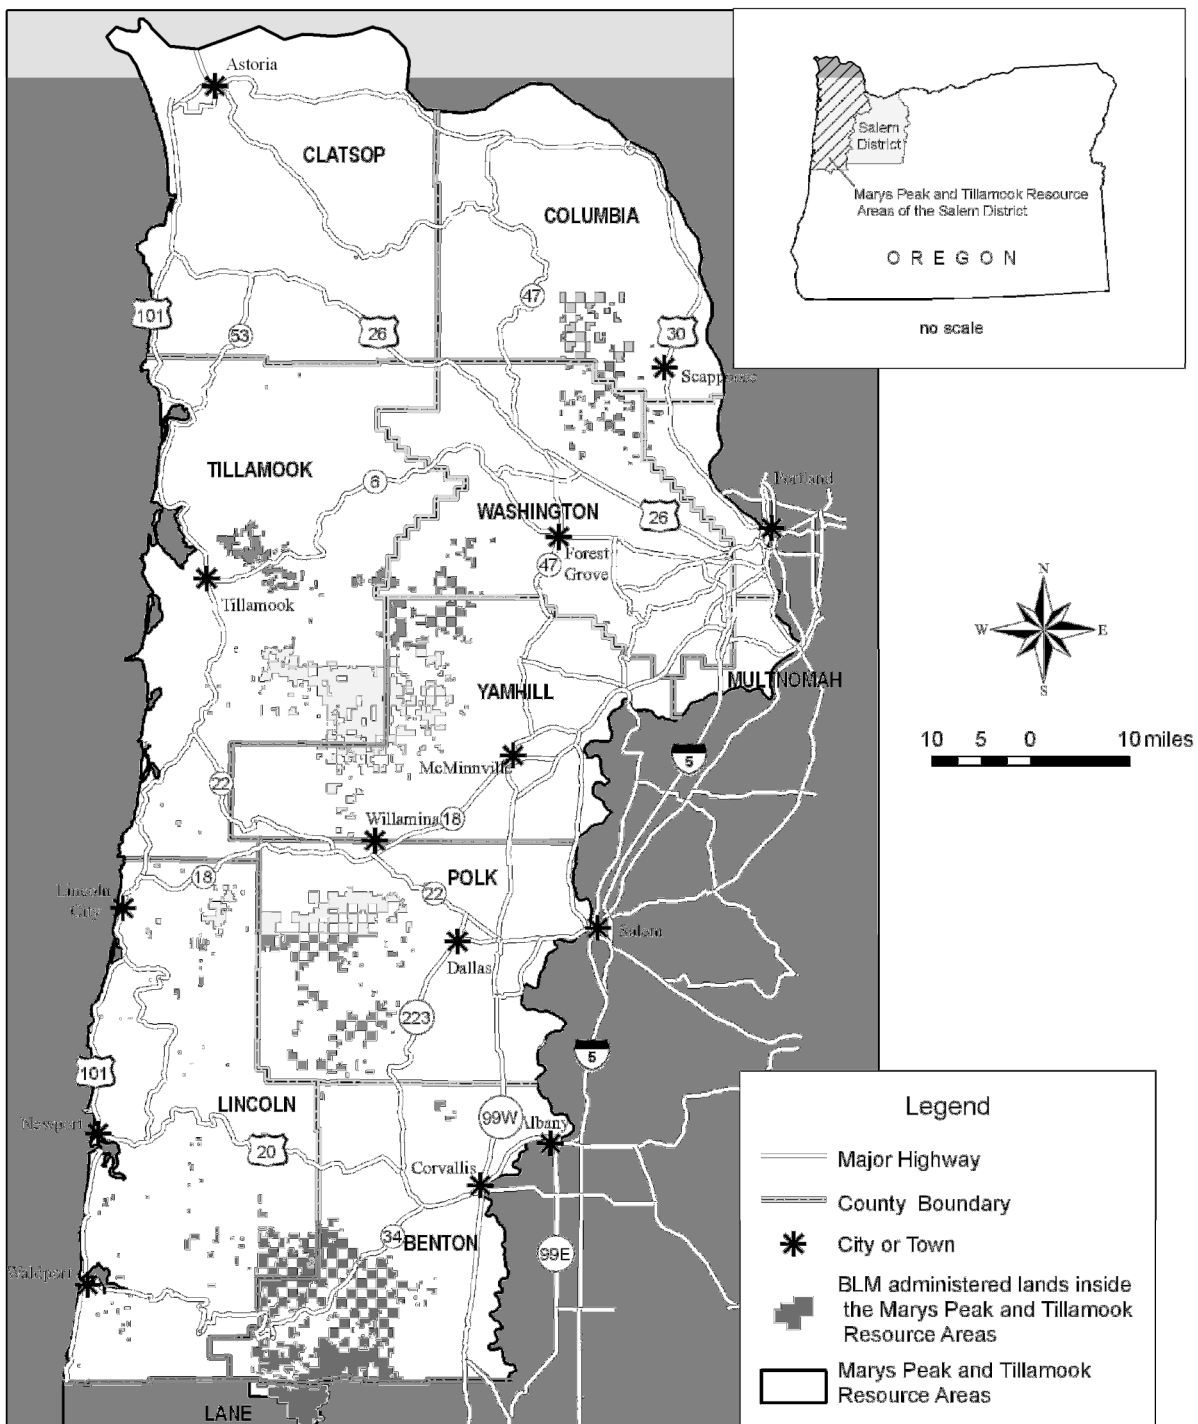 Astoria
CLATSOP
COLUMBIA
Salem
District
Marys Peak and Tillamook Resource
Areas of the Salem District
OREGON
no scale
47
101
53
26
30
Scappoose
TILLAMOOK
6
Portland
WASHINGTON
26
Forest
Grove
47
Tillamook
N
W
E
S
YAMHILL
MULTNOMAH
10 5 0 10 miles
5
McMinnville
22
Willamina
18
POLK
18
22
Lincoln
City
Salem
Dallas
223
5
101
LINCOLN
99W
Albany
Newport
20
Corvallis
34
BENTON
99E
Waldport
LANE
Legend
Major Highway
County Boundary
City or Town
BLM administered lands inside
the Marys Peak and Tillamook
Resource Areas
Marys Peak and Tillamook
Resource Areas